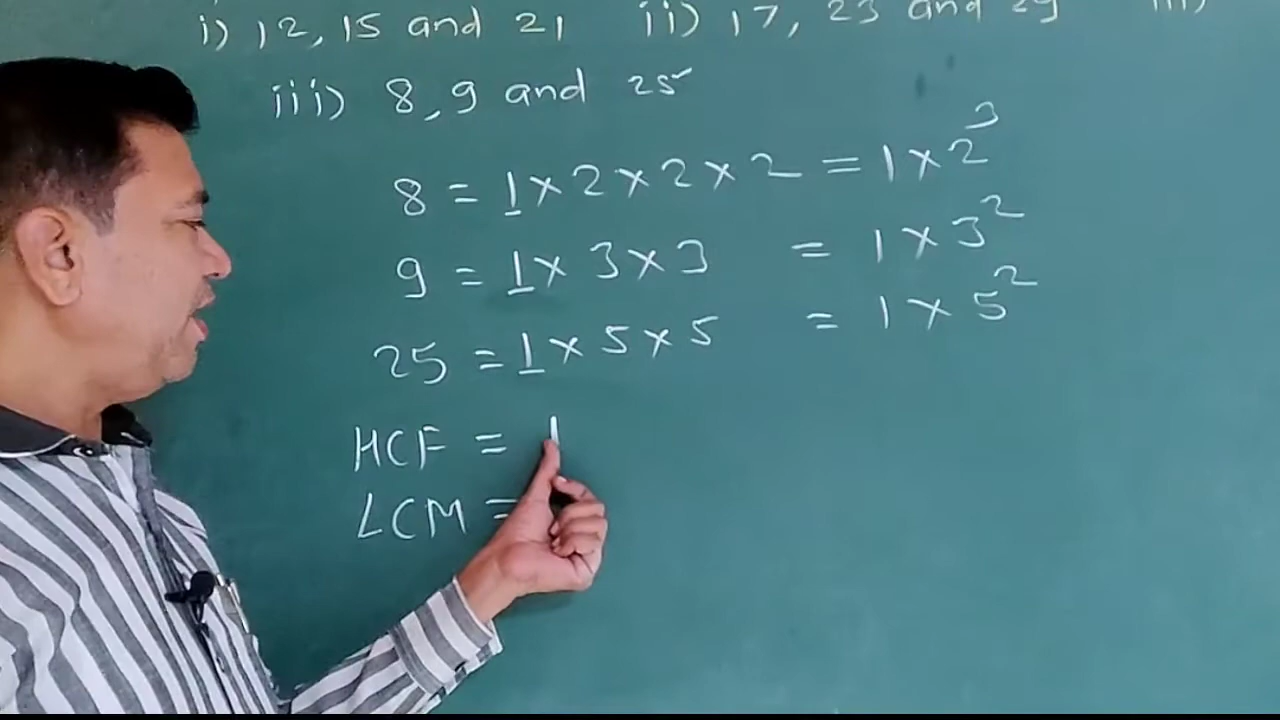 i) 12, 15 and 21 ii) 17, 23 and 29 iii)
iii) 8, 9 and 25
8 = 1 × 2 × 2 × 2 = 1 × 2³
9 = 1 × 3 × 3 = 1 × 3²
25 = 1 × 5 × 5 = 1 × 5²
HCF = 1
LCM =